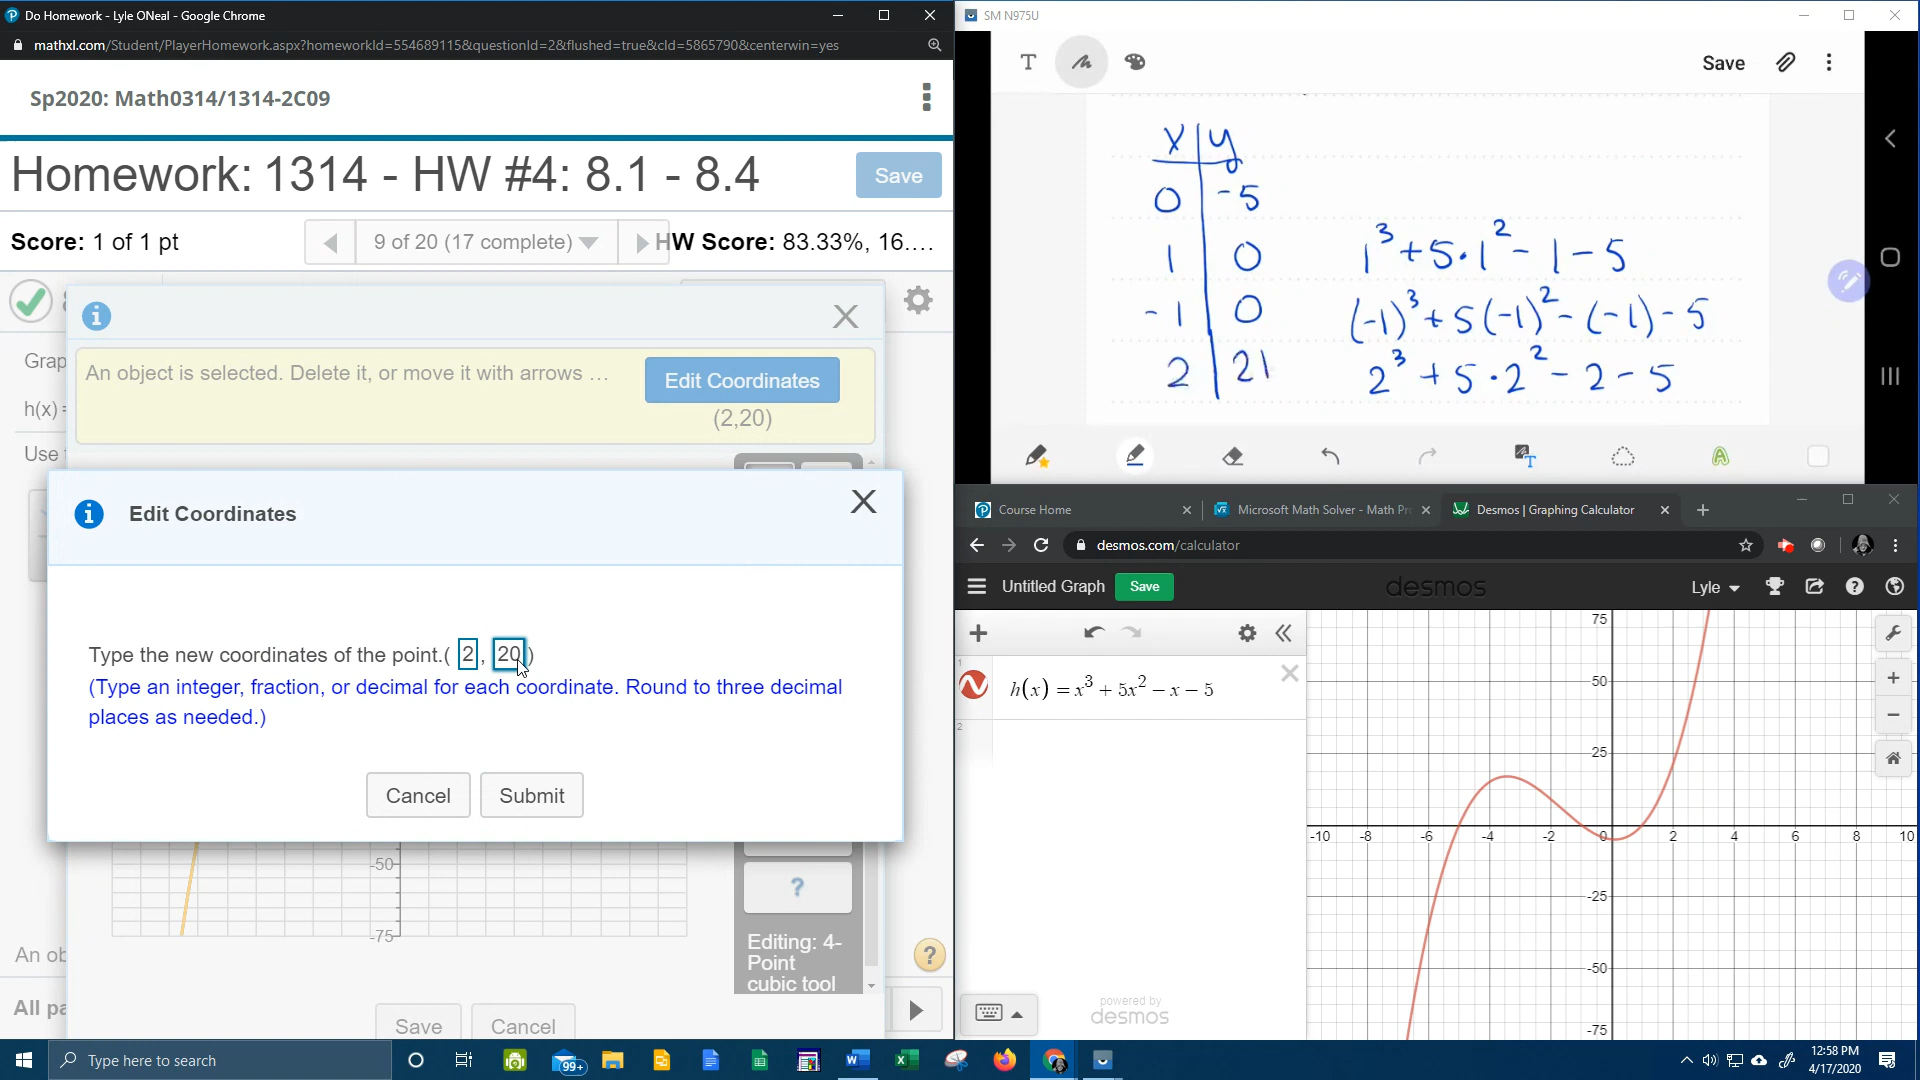 Do Homework - Lyle ONeal - Google Chrome
mathxl.com/Student/PlayerHomework.aspx?homeworkId=554689115&questionId=2&flushed=true&cId=5865790&centerwin=yes
Sp2020: Math0314/1314-2C09
Homework: 1314 - HW #4: 8.1 - 8.4
Save
Score: 1 of 1 pt
9 of 20 (17 complete)
HW Score: 83.33%, 16....
Grap
h(x) =
Use
An object is selected. Delete it, or move it with arrows ...
Edit Coordinates
(2,20)
Edit Coordinates
Type the new coordinates of the point.( 2 , 20 )
(Type an integer, fraction, or decimal for each coordinate. Round to three decimal
places as needed.)
Cancel
Submit
-50
-75
?
Editing: 4-
Point
cubic tool
An ob
?
All pa
Save
Cancel
SM N975U
T
Save
x y
0 -5
1 0 1³+5·1²-1-5
-1 0 (-1)³+5(-1)²-(-1)-5
2 21 2³+5·2²-2-5
T
A
Course Home
Microsoft Math Solver - Math Pr
Desmos | Graphing Calculator
desmos.com/calculator
Untitled Graph
Save
desmos
Lyle
?
1
h(x) = x³ + 5x² − x − 5
2
powered by
desmos
75
50
25
-10 -8 -6 -4 -2 0 2 4 6 8 10
-25
-50
-75
Type here to search
99+
12:58 PM
4/17/2020